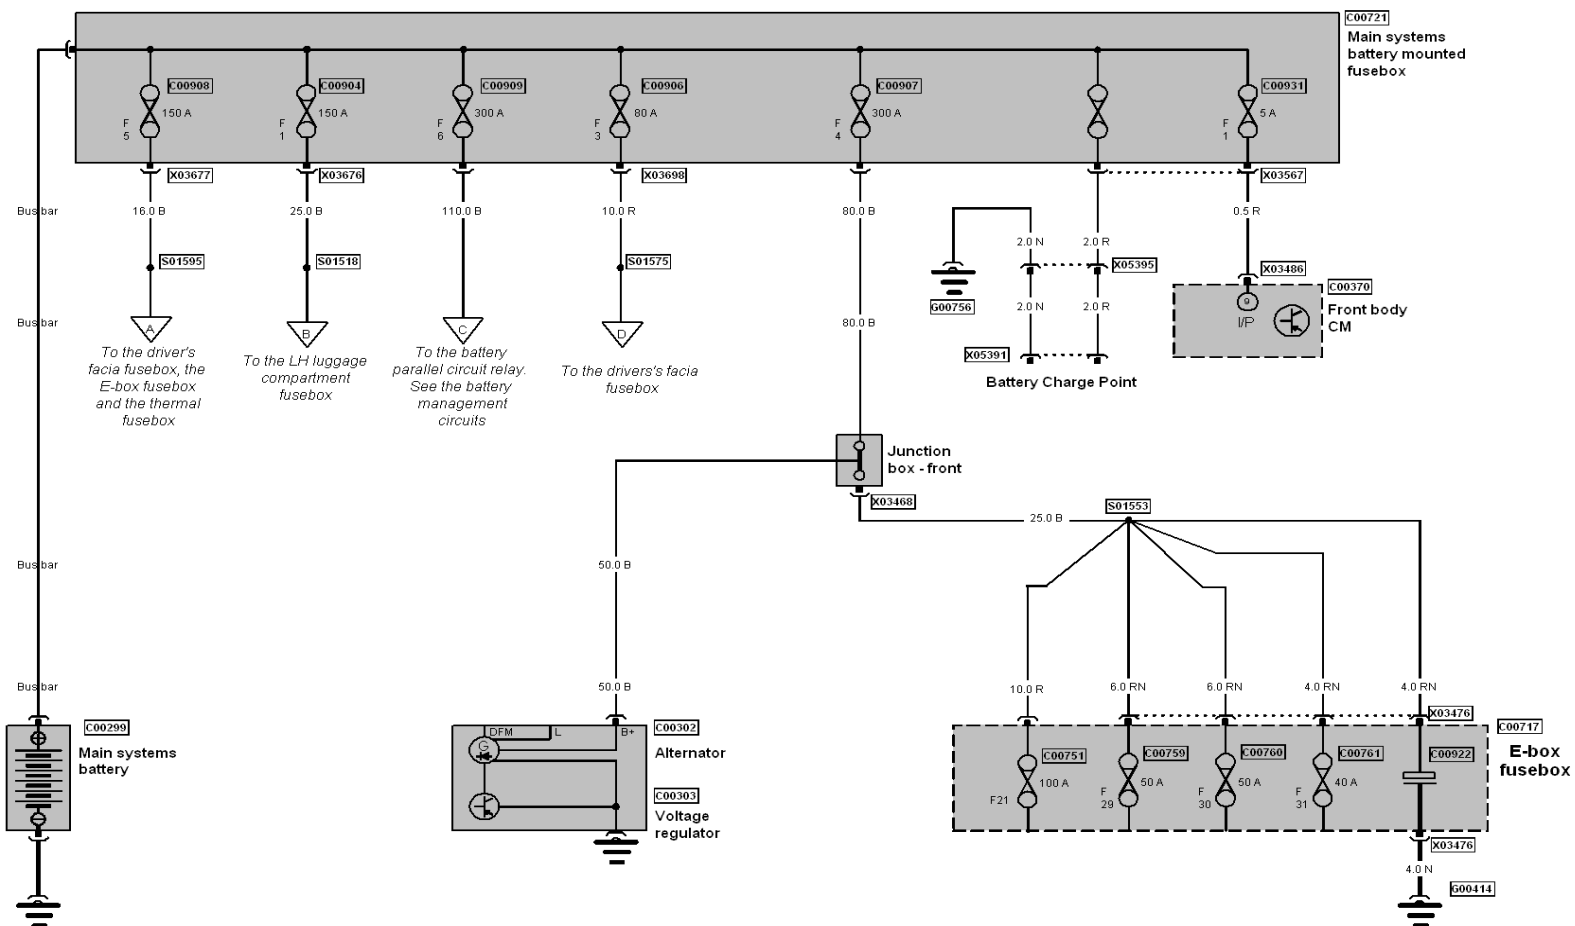 C00721
Main systems
battery mounted
fusebox
C00908
150 A
F
5
C00904
150 A
F
1
C00909
300 A
F
6
C00906
80 A
F
3
C00907
300 A
F
4
C00931
5 A
F
1
X03677
X03676
X03698
X03567
Bus bar
16.0 B
25.0 B
110.0 B
10.0 R
80.0 B
0.5 R
2.0 N
2.0 R
S01595
S01518
S01575
X05395
X03486
G00756
C00370
Front body
CM
9
I/P
2.0 N
2.0 R
Bus bar
80.0 B
A
B
C
D
To the driver's
facia fusebox, the
E-box fusebox
and the thermal
fusebox
To the LH luggage
compartment
fusebox
To the battery
parallel circuit relay.
See the battery
management
circuits
To the drivers's facia
fusebox
X05391
Battery Charge Point
Junction
box - front
X03468
25.0 B
S01553
Bus bar
50.0 B
Bus bar
50.0 B
10.0 R
6.0 RN
6.0 RN
4.0 RN
4.0 RN
X03476
C00717
E-box
fusebox
C00299
Main systems
battery
DFM
L
B+
G
C00302
Alternator
C00303
Voltage
regulator
C00751
100 A
F21
C00759
50 A
F
29
C00760
50 A
F
30
C00761
40 A
F
31
C00922
X03476
4.0 N
G00414